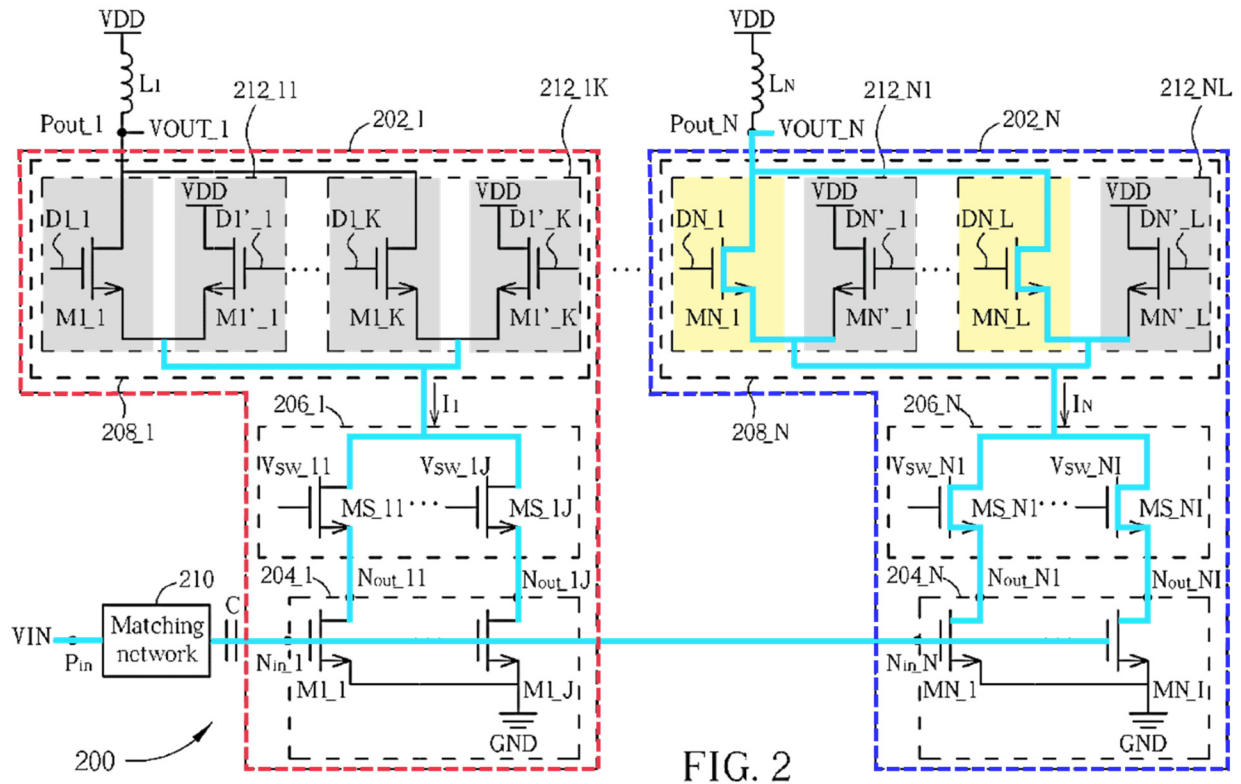 VDD VDD
L1 LN
212_11 212_1K 212_N1 212_NL
Pout_1 VOUT_1 202_1 Pout_N VOUT_N 202_N
VDD VDD VDD VDD
D1_1 D1'_1 D1_K D1'_K DN_1 DN'_1 DN_L DN'_L
M1_1 M1'_1 M1_K M1'_K MN_1 MN'_1 MN_L MN'_L
208_1 206_1 I1 208_N 206_N IN
VSW_11 VSW_1J VSW_N1 VSW_NI
MS_11 MS_1J MS_N1 MS_NI
210 204_1 Nout_11 Nout_1J 204_N Nout_N1 Nout_NI
C
VIN Matching
network
Pin Nin_1 Nin_N
M1_1 M1_J MN_1 MN_I
200 GND GND
FIG. 2